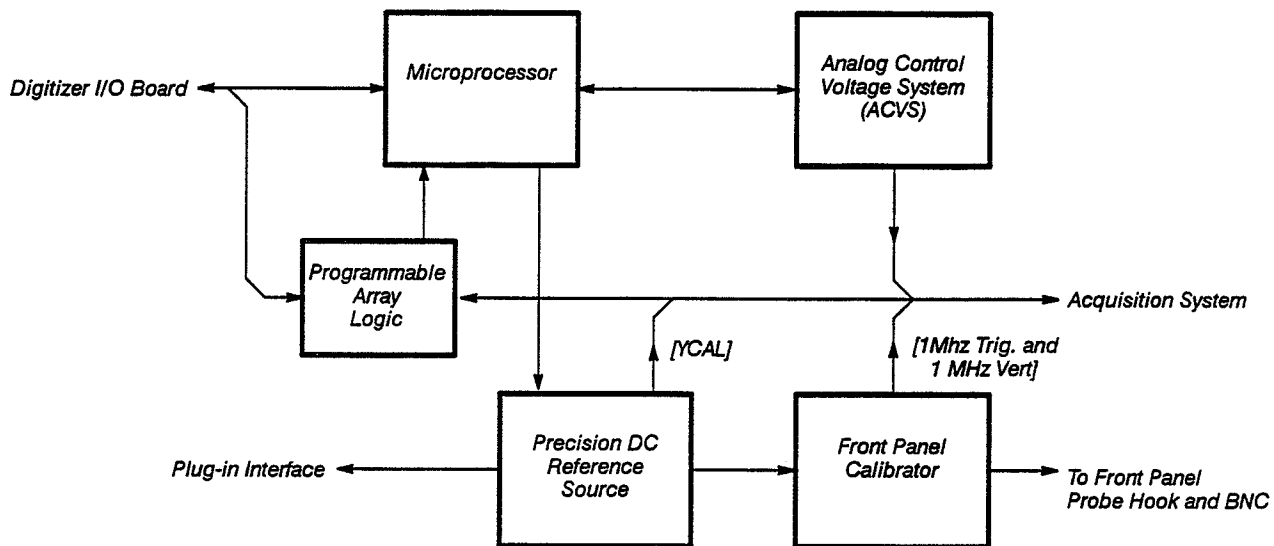 Digitizer I/O Board
Microprocessor
Analog Control
Voltage System
(ACVS)
Programmable
Array
Logic
Acquisition System
[YCAL]
[1Mhz Trig. and
1 MHz Vert]
Plug-in Interface
Precision DC
Reference
Source
Front Panel
Calibrator
To Front Panel
Probe Hook and BNC